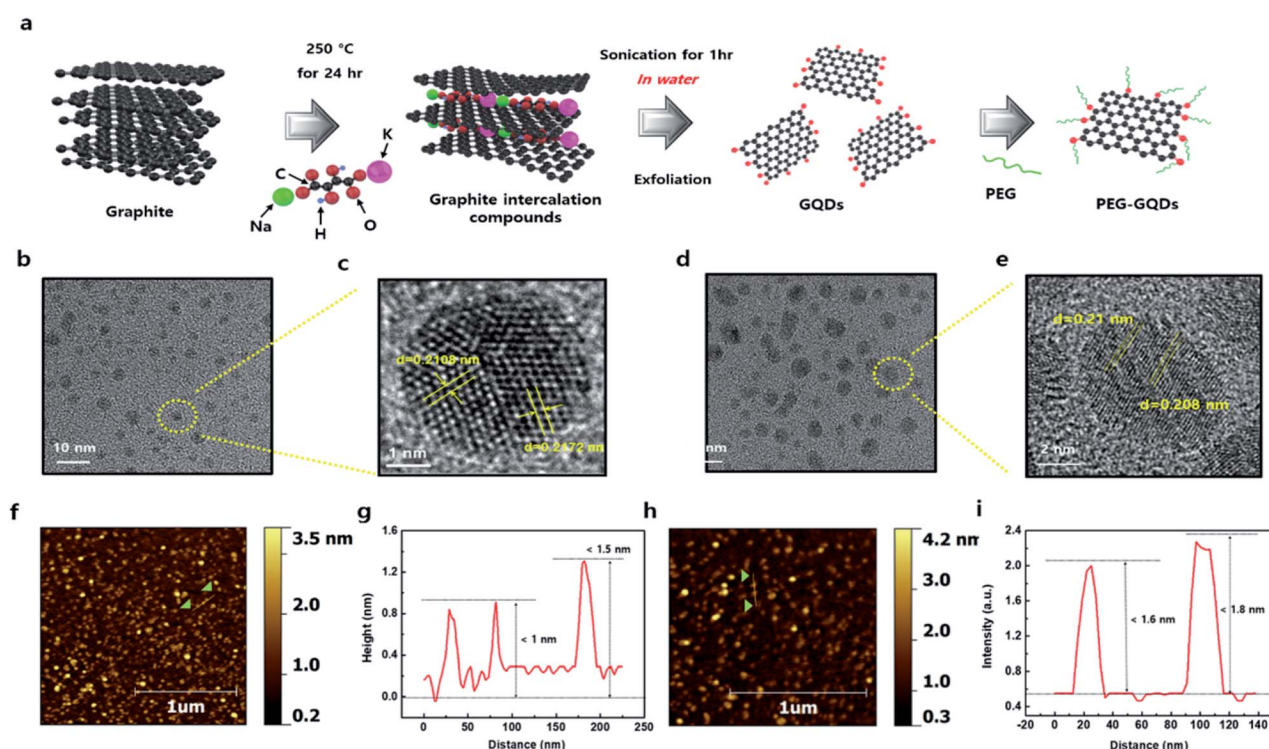 a
250 °C
for 24 hr
Sonication for 1hr
In water
Exfoliation
K
C
Na
H
O
Graphite
Graphite intercalation
compounds
GQDs
PEG
PEG-GQDs
b
10 nm
c
d=0.2108 nm
d=0.2172 nm
1 nm
d
nm
e
d=0.21 nm
d=0.208 nm
2 nm
f
1um
3.5 nm
2.0
1.0
0.2
g
Height (nm)
1.6
1.2
0.8
0.4
0.0
< 1 nm
< 1.5 nm
0 50 100 150 200 250
Distance (nm)
h
1um
4.2 nm
3.0
2.0
1.0
0.3
i
Intensity (a.u.)
2.4
2.0
1.6
1.2
0.8
0.4
< 1.6 nm
< 1.8 nm
-20 0 20 40 60 80 100 120 140
Distance (nm)